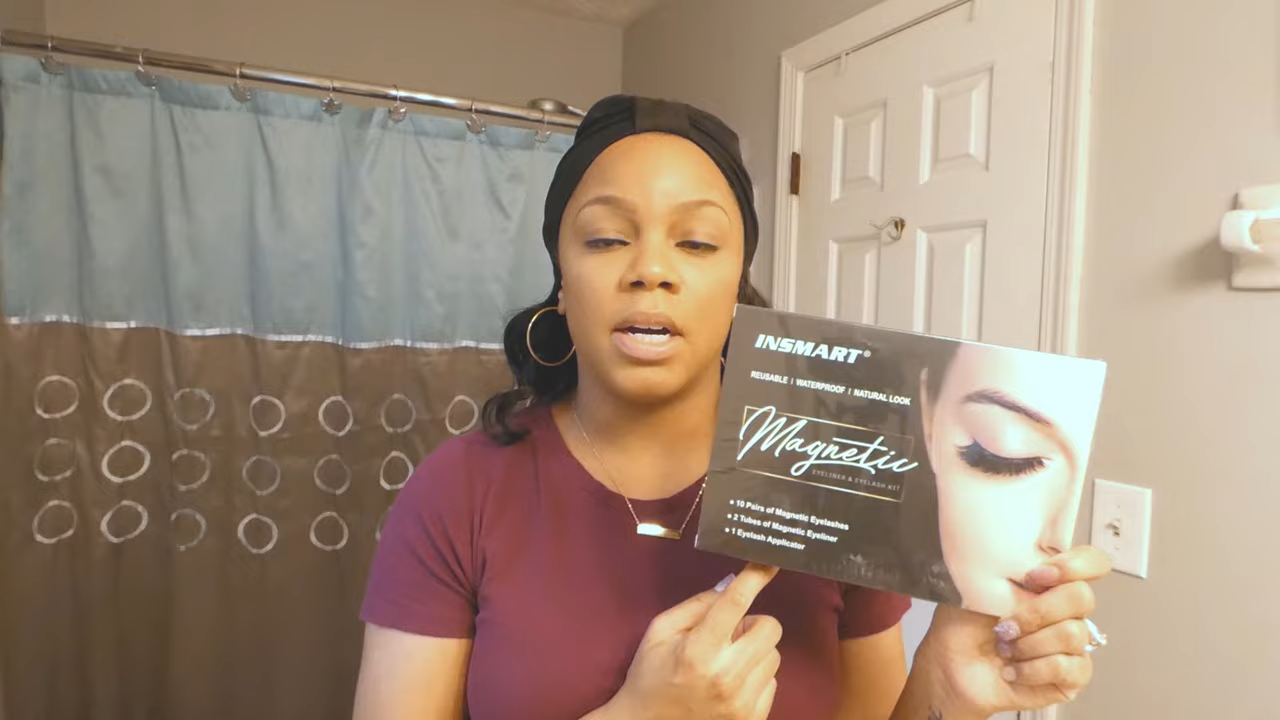 INSMART®
REUSABLE | WATERPROOF | NATURAL LOOK
Magnetic
EYELINER & EYELASH KIT
• 10 Pairs of Magnetic Eyelashes
• 2 Tubes of Magnetic Eyeliner
• 1 Eyelash Applicator